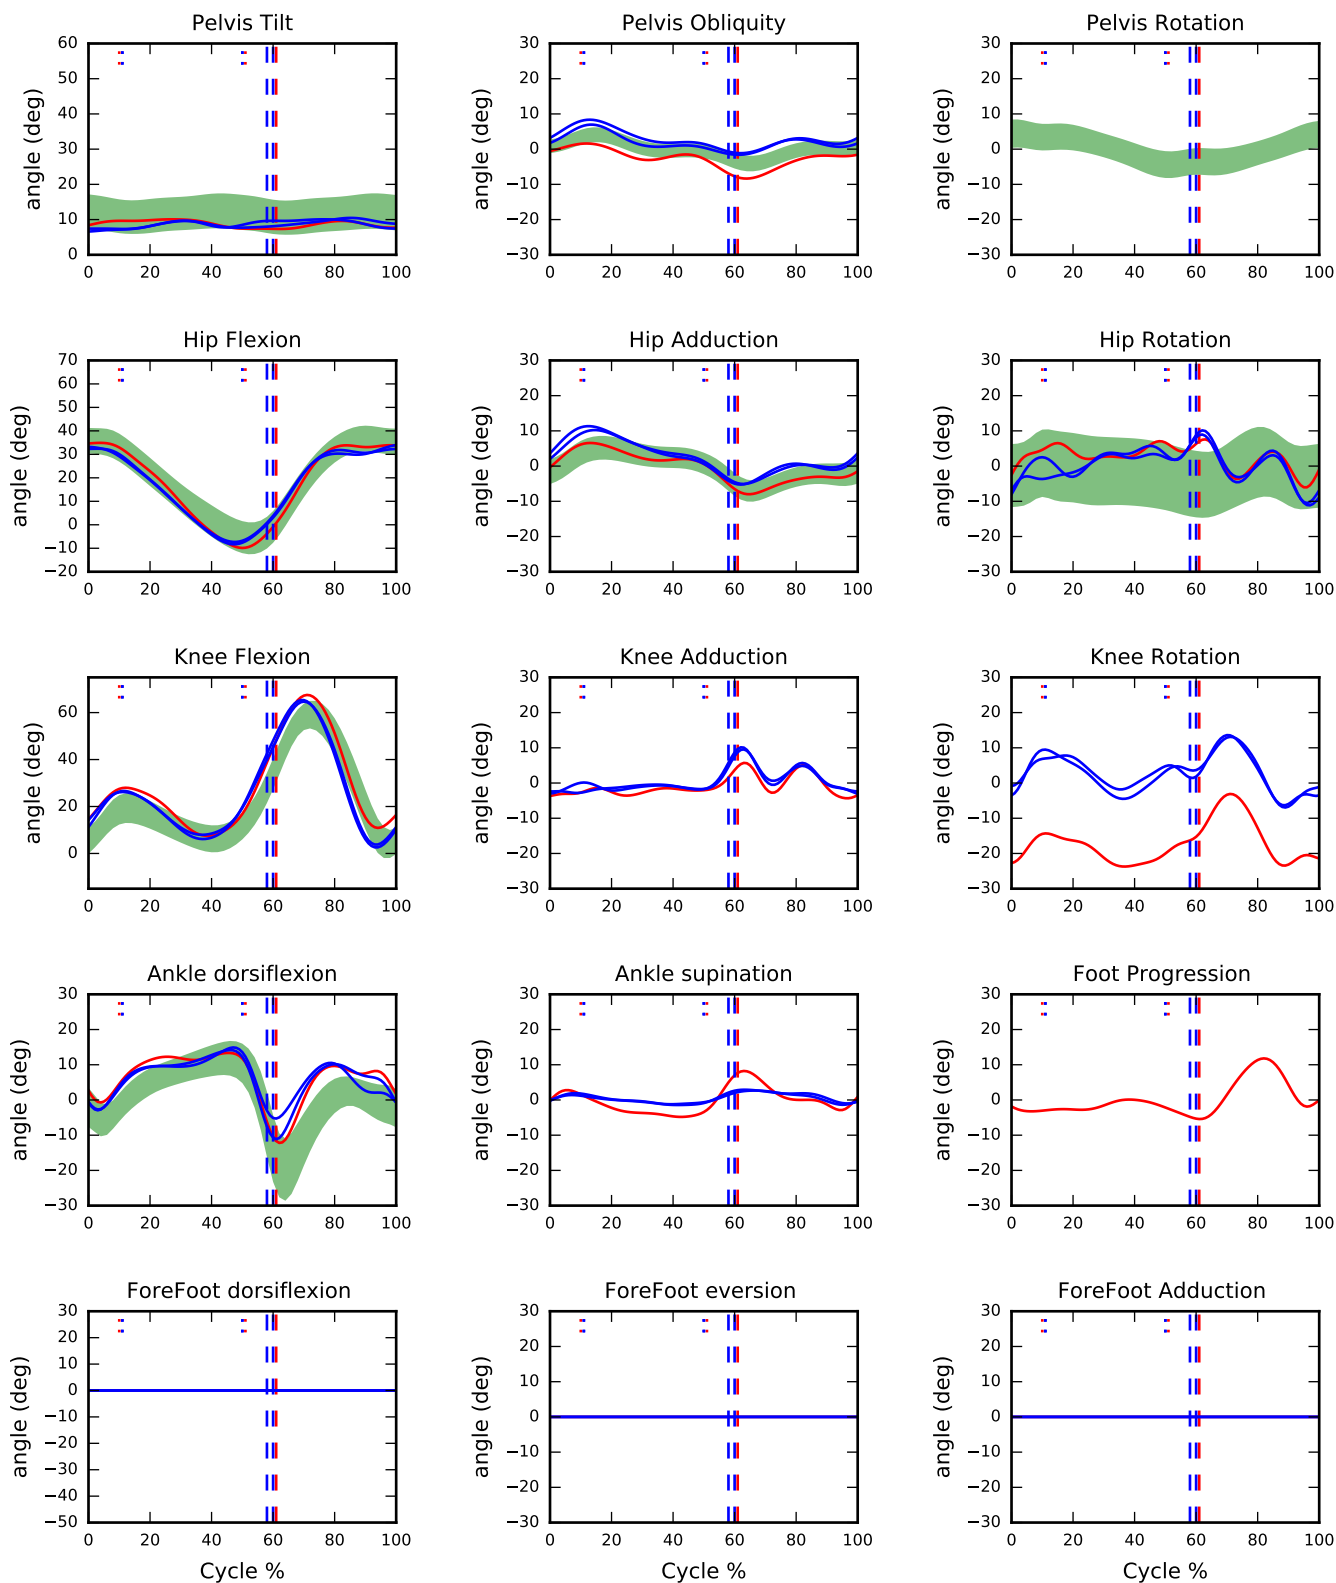 Pelvis Tilt Pelvis Obliquity Pelvis Rotation
60 50 40 30 20 10 0
angle (deg)
0 20 40 60 80 100
30 20 10 0 −10 −20 −30
angle (deg)
0 20 40 60 80 100
30 20 10 0 −10 −20 −30
angle (deg)
0 20 40 60 80 100
Hip Flexion Hip Adduction Hip Rotation
70 60 50 40 30 20 10 0 −10 −20
angle (deg)
0 20 40 60 80 100
30 20 10 0 −10 −20 −30
angle (deg)
0 20 40 60 80 100
30 20 10 0 −10 −20 −30
angle (deg)
0 20 40 60 80 100
Knee Flexion Knee Adduction Knee Rotation
60 40 20 0
angle (deg)
0 20 40 60 80 100
30 20 10 0 −10 −20 −30
angle (deg)
0 20 40 60 80 100
30 20 10 0 −10 −20 −30
angle (deg)
0 20 40 60 80 100
Ankle dorsiflexion Ankle supination Foot Progression
30 20 10 0 −10 −20 −30
angle (deg)
0 20 40 60 80 100
30 20 10 0 −10 −20 −30
angle (deg)
0 20 40 60 80 100
30 20 10 0 −10 −20 −30
angle (deg)
0 20 40 60 80 100
ForeFoot dorsiflexion ForeFoot eversion ForeFoot Adduction
30 20 10 0 −10 −20 −30 −40 −50
angle (deg)
0 20 40 60 80 100
Cycle %
30 20 10 0 −10 −20 −30
angle (deg)
0 20 40 60 80 100
Cycle %
30 20 10 0 −10 −20 −30
angle (deg)
0 20 40 60 80 100
Cycle %